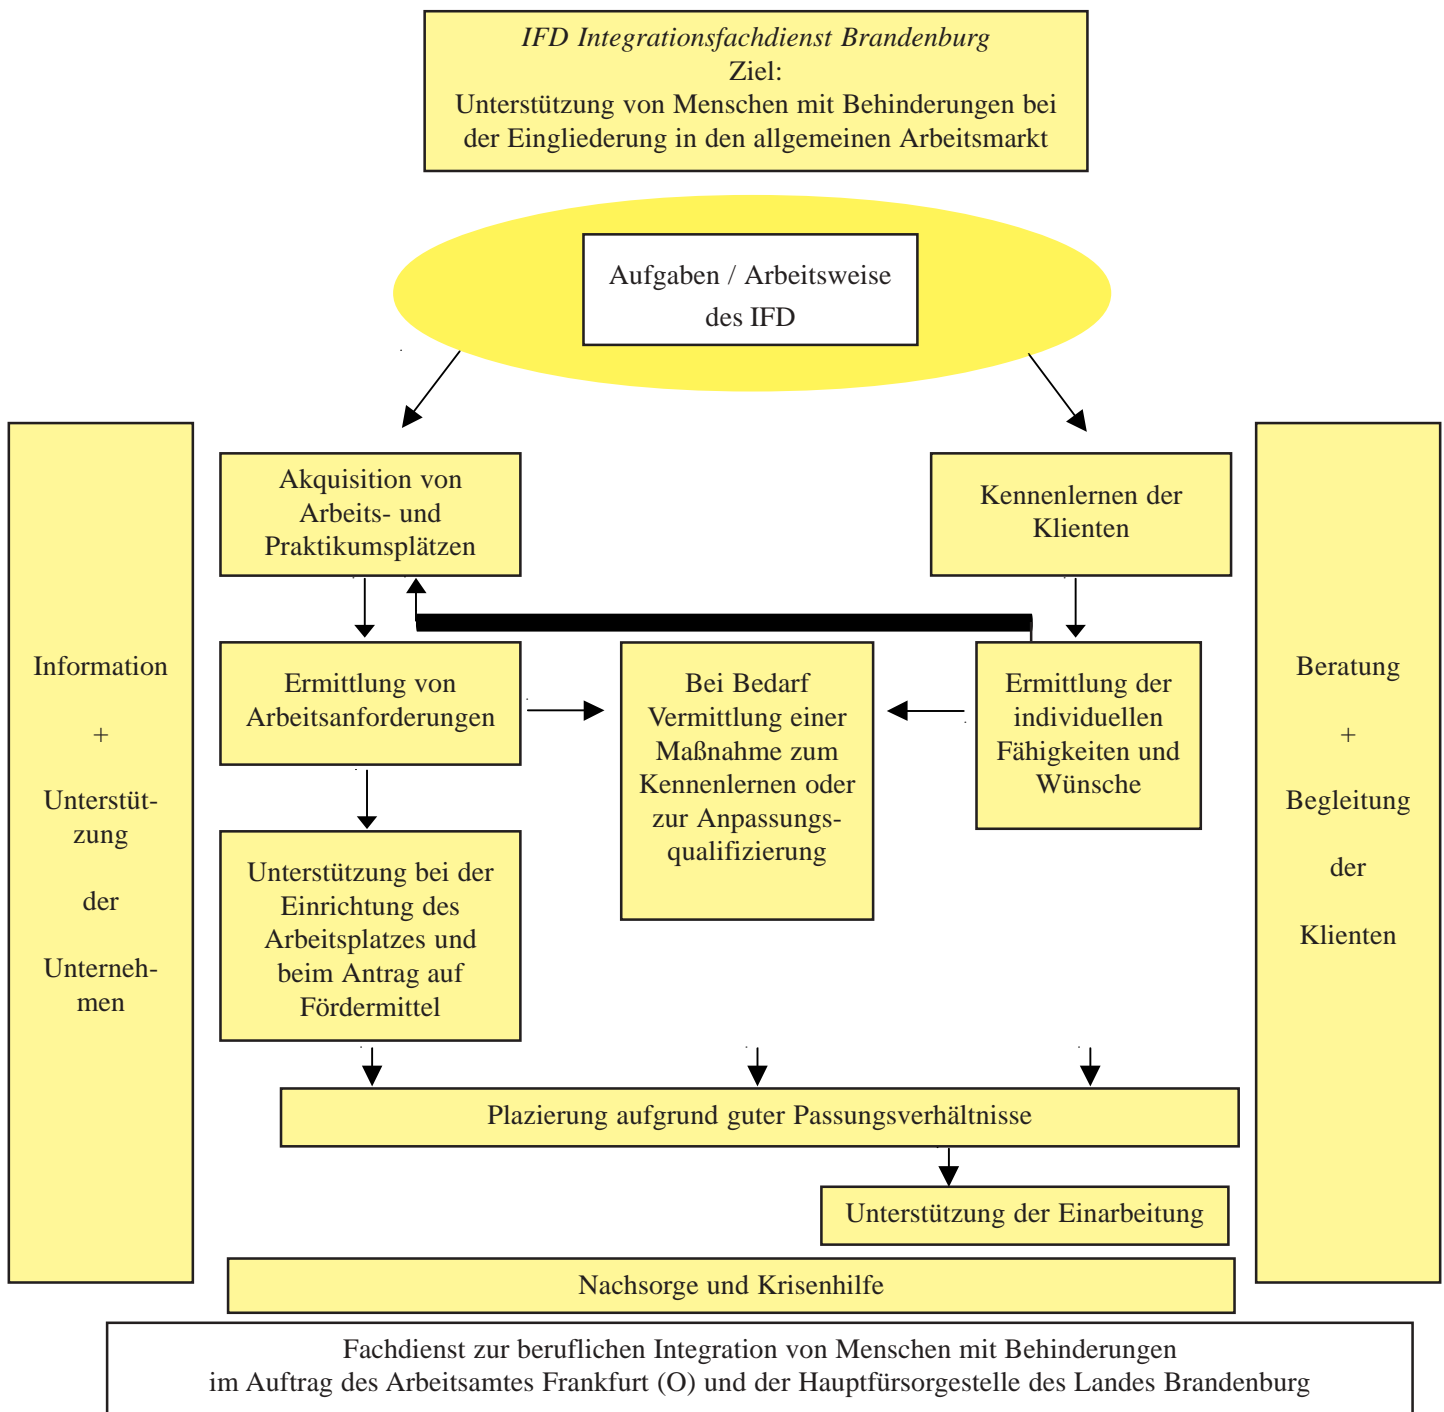 IFD Integrationsfachdienst Brandenburg
Ziel:
Unterstützung von Menschen mit Behinderungen bei
der Eingliederung in den allgemeinen Arbeitsmarkt
Aufgaben / Arbeitsweise
des IFD
Information
+
Unterstüt-
zung
der
Unterneh-
men
Akquisition von
Arbeits- und
Praktikumsplätzen
Kennenlernen der
Klienten
Ermittlung von
Arbeitsanforderungen
Bei Bedarf
Vermittlung einer
Maßnahme zum
Kennenlernen oder
zur Anpassungs-
qualifizierung
Ermittlung der
individuellen
Fähigkeiten und
Wünsche
Unterstützung bei der
Einrichtung des
Arbeitsplatzes und
beim Antrag auf
Fördermittel
Beratung
+
Begleitung
der
Klienten
Plazierung aufgrund guter Passungsverhältnisse
Unterstützung der Einarbeitung
Nachsorge und Krisenhilfe
Fachdienst zur beruflichen Integration von Menschen mit Behinderungen
im Auftrag des Arbeitsamtes Frankfurt (O) und der Hauptfürsorgestelle des Landes Brandenburg